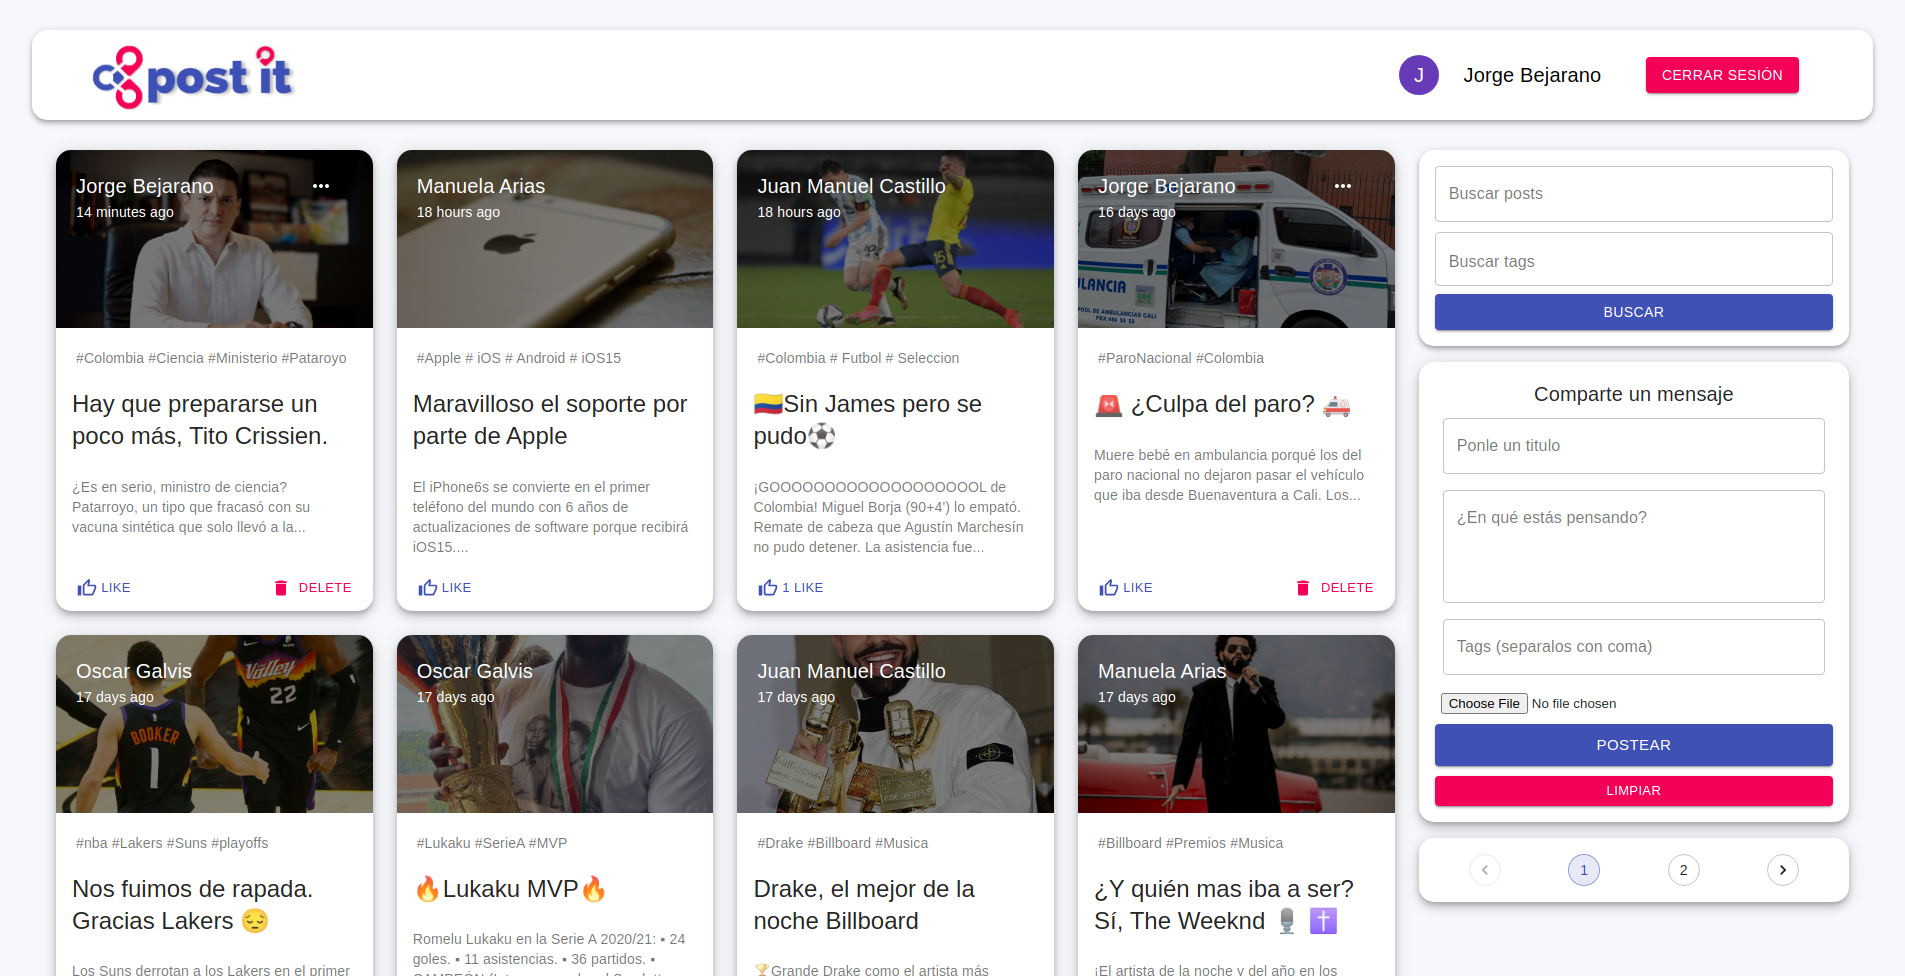 post it
J
Jorge Bejarano
CERRAR SESIÓN
Jorge Bejarano
14 minutes ago
#Colombia #Ciencia #Ministerio #Pataroyo
Hay que prepararse un
poco más, Tito Crissien.
¿Es en serio, ministro de ciencia?
Patarroyo, un tipo que fracasó con su
vacuna sintética que solo llevó a la...
LIKE
DELETE
Manuela Arias
18 hours ago
#Apple # iOS # Android # iOS15
Maravilloso el soporte por
parte de Apple
El iPhone6s se convierte en el primer
teléfono del mundo con 6 años de
actualizaciones de software porque recibirá
iOS15....
LIKE
Juan Manuel Castillo
18 hours ago
15
#Colombia # Futbol # Seleccion
🇨🇴Sin James pero se
pudo⚽
¡GOOOOOOOOOOOOOOOOOOOL de
Colombia! Miguel Borja (90+4') lo empató.
Remate de cabeza que Agustín Marchesín
no pudo detener. La asistencia fue...
1 LIKE
Jorge Bejarano
16 days ago
ULANCIA
086
POOL DE AMBULANCIAS CALI
#ParoNacional #Colombia
🚨 ¿Culpa del paro? 🚑
Muere bebé en ambulancia porqué los del
paro nacional no dejaron pasar el vehículo
que iba desde Buenaventura a Cali. Los...
LIKE
DELETE
Oscar Galvis
17 days ago
Valley
22
BOOKER
1
#nba #Lakers #Suns #playoffs
Nos fuimos de rapada.
Gracias Lakers 😔
Los Suns derrotan a los Lakers en el primer
Oscar Galvis
17 days ago
#Lukaku #SerieA #MVP
🔥Lukaku MVP🔥
Romelu Lukaku en la Serie A 2020/21: ▪ 24
goles. ▪ 11 asistencias. ▪ 36 partidos. ▪
Juan Manuel Castillo
17 days ago
#Drake #Billboard #Musica
Drake, el mejor de la
noche Billboard
🏆Grande Drake como el artista más
Manuela Arias
17 days ago
#Billboard #Premios #Musica
¿Y quién mas iba a ser?
Sí, The Weeknd 🎙 ✝
¡El artista de la noche y del año en los
Buscar posts
Buscar tags
BUSCAR
Comparte un mensaje
Ponle un titulo
¿En qué estás pensando?
Tags (separalos con coma)
Choose File No file chosen
POSTEAR
LIMPIAR
‹ 1 2 ›